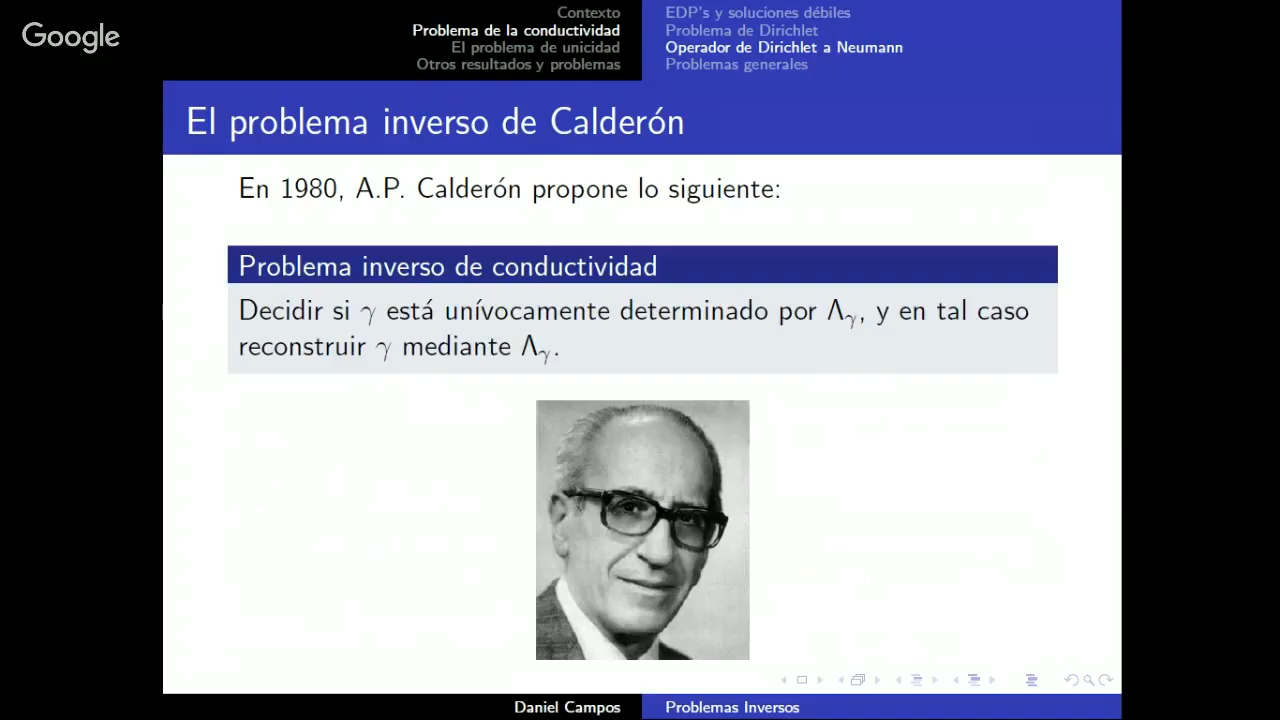 Google
Contexto
Problema de la conductividad
El problema de unicidad
Otros resultados y problemas
EDP's y soluciones débiles
Problema de Dirichlet
Operador de Dirichlet a Neumann
Problemas generales
El problema inverso de Calderón
En 1980, A.P. Calderón propone lo siguiente:
Problema inverso de conductividad
Decidir si γ está unívocamente determinado por Λγ, y en tal caso
reconstruir γ mediante Λγ.
Daniel Campos
Problemas Inversos